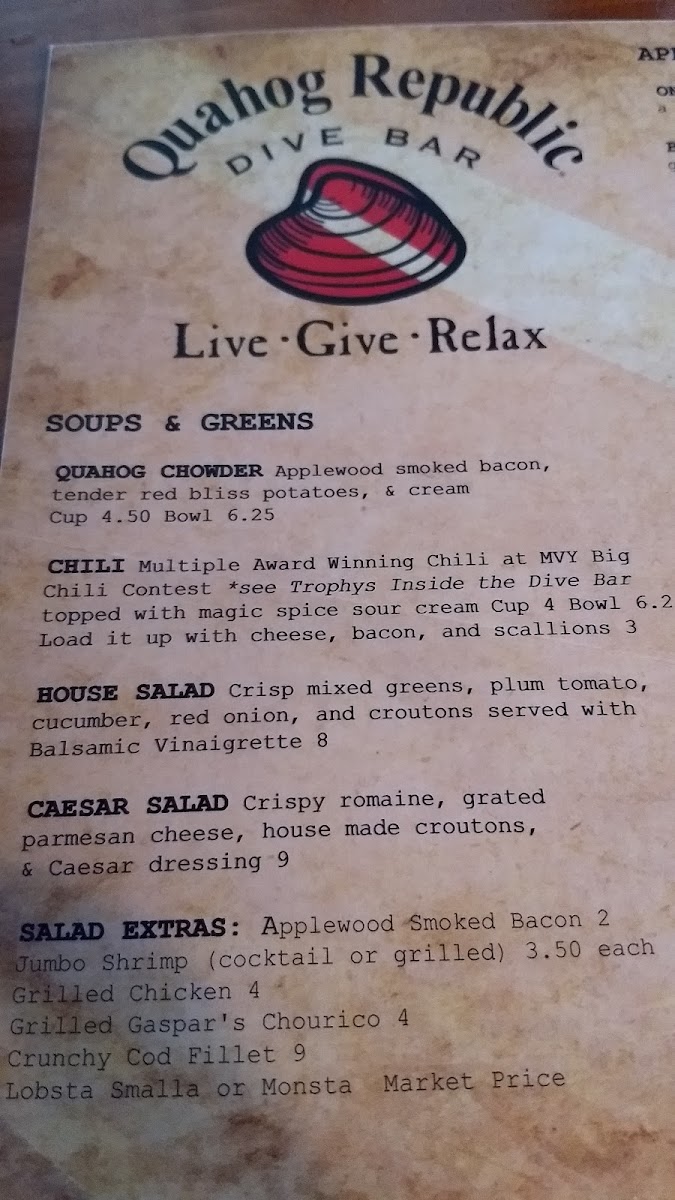 Quahog Republic
DIVE BAR
Live · Give · Relax
SOUPS & GREENS
QUAHOG CHOWDER Applewood smoked bacon,
tender red bliss potatoes, & cream
Cup 4.50 Bowl 6.25
CHILI Multiple Award Winning Chili at MVY Big
Chili Contest *see Trophys Inside the Dive Bar
topped with magic spice sour cream Cup 4 Bowl 6.2
Load it up with cheese, bacon, and scallions 3
HOUSE SALAD Crisp mixed greens, plum tomato,
cucumber, red onion, and croutons served with
Balsamic Vinaigrette 8
CAESAR SALAD Crispy romaine, grated
parmesan cheese, house made croutons,
& Caesar dressing 9
SALAD EXTRAS: Applewood Smoked Bacon 2
Jumbo Shrimp (cocktail or grilled) 3.50 each
Grilled Chicken 4
Grilled Gaspar's Chourico 4
Crunchy Cod Fillet 9
Lobsta Smalla or Monsta Market Price